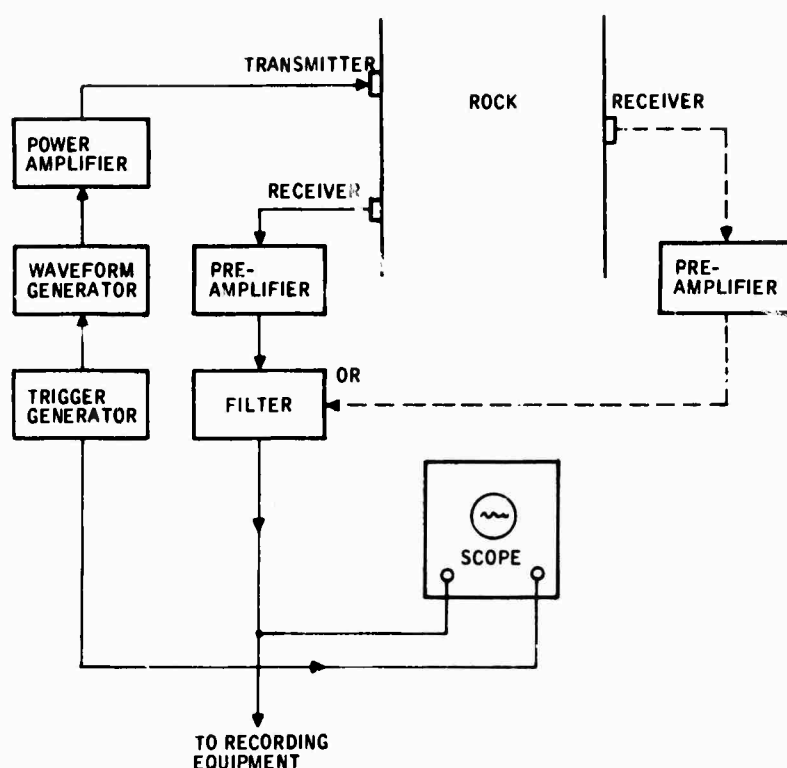 TRANSMITTER
ROCK
RECEIVER
POWER
AMPLIFIER
RECEIVER
WAVEFORM
GENERATOR
PRE-
AMPLIFIER
PRE-
AMPLIFIER
TRIGGER
GENERATOR
FILTER
OR
SCOPE
TO RECORDING
EQUIPMENT